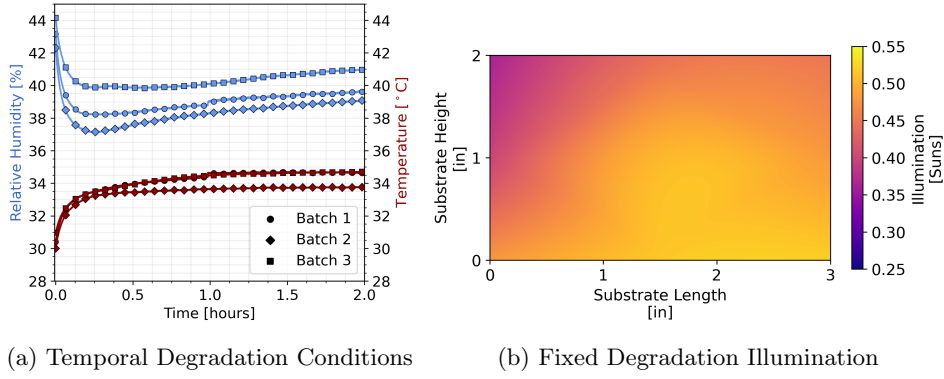 44
42
40
38
36
34
32
30
28
Relative Humidity [%]
44
42
40
38
36
34
32
30
28
Temperature [°C]
Batch 1
Batch 2
Batch 3
0.0 0.5 1.0 1.5 2.0
Time [hours]
(a) Temporal Degradation Conditions
2
1
0
Substrate Height
[in]
0 1 2 3
Substrate Length
[in]
0.55
0.50
0.45
0.40
0.35
0.30
0.25
Illumination
[Suns]
(b) Fixed Degradation Illumination